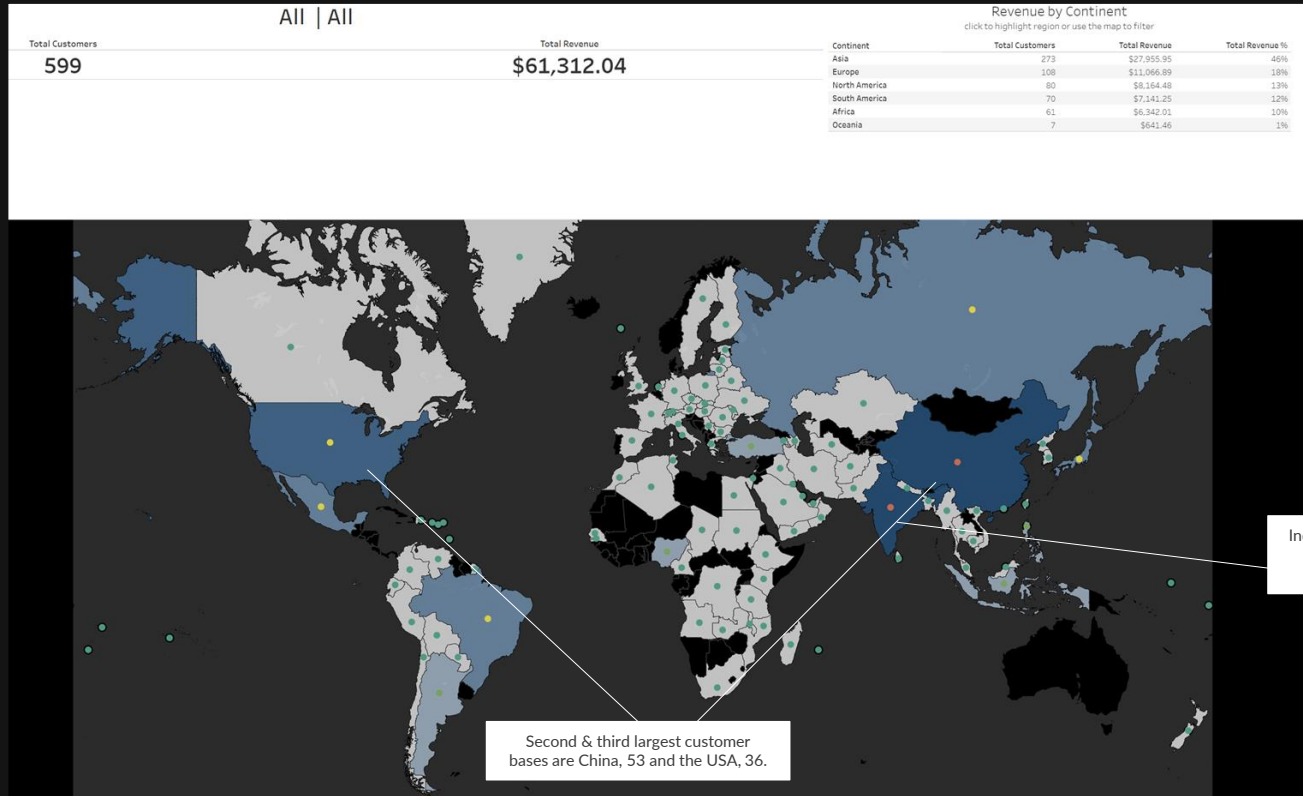 All | All
Total Customers
Total Revenue
599
$61,312.04
Revenue by Continent
click to highlight region or use the map to filter
Continent Total Customers Total Revenue Total Revenue %
Asia 273 $27,955.95 46%
Europe 108 $11,066.89 18%
North America 80 $8,164.48 13%
South America 70 $7,141.25 12%
Africa 61 $6,342.01 10%
Oceania 7 $641.46 1%
Second & third largest customer
bases are China, 53 and the USA, 36.